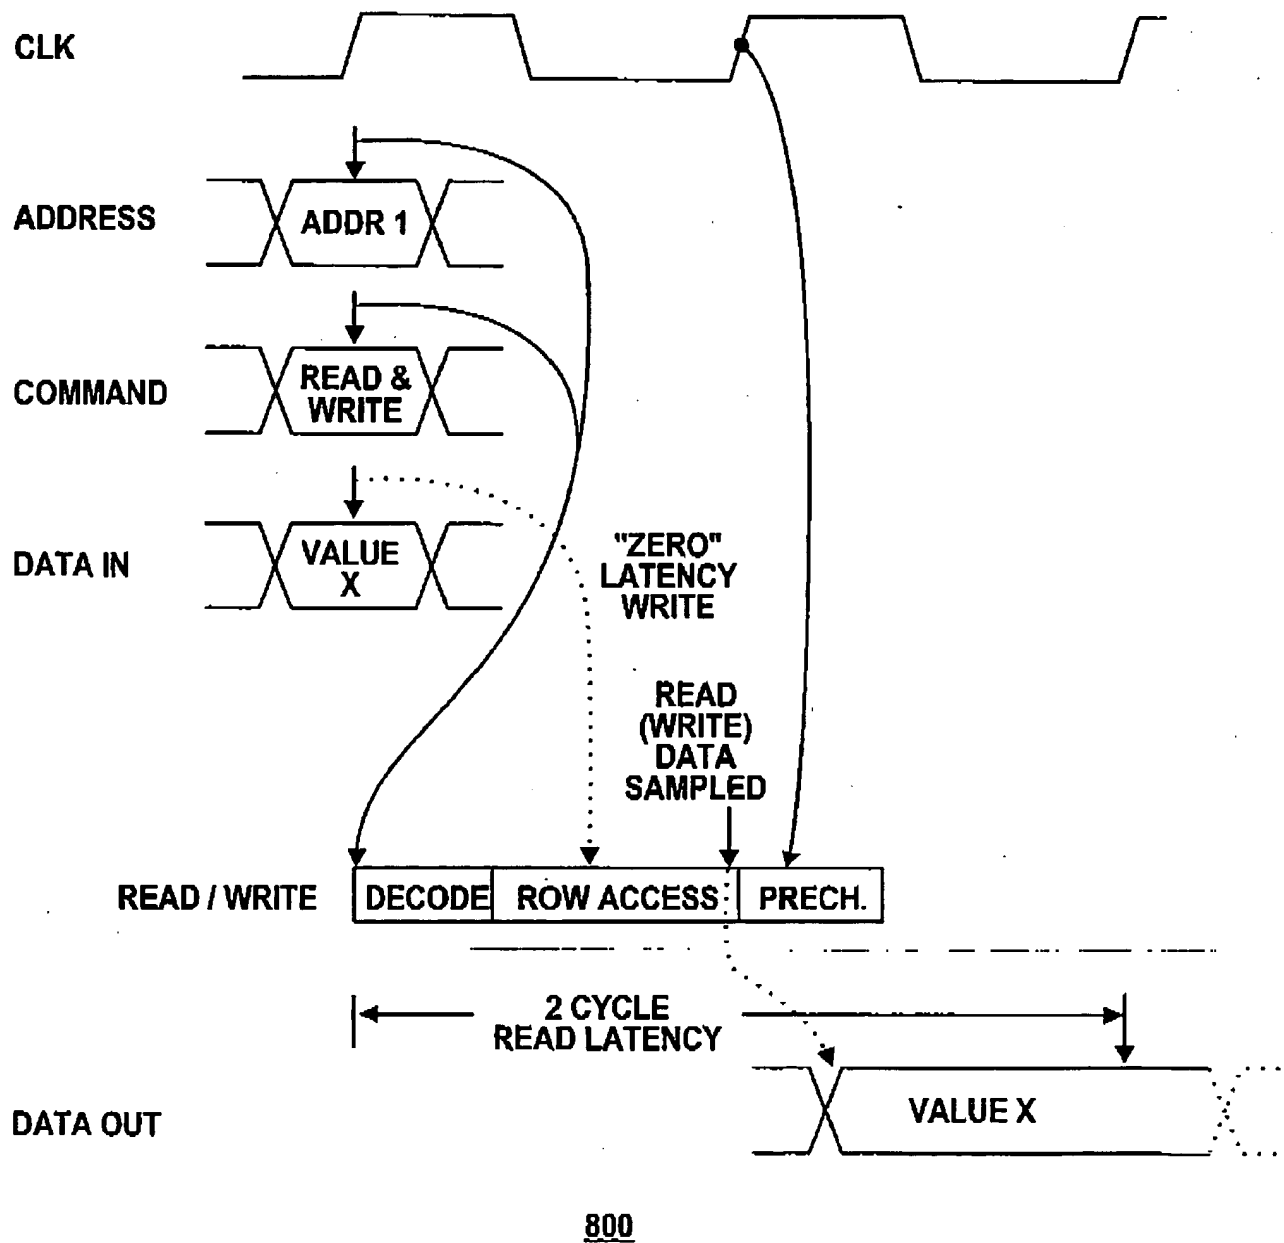 CLK
ADDRESS
ADDR 1
COMMAND
READ &
WRITE
DATA IN
VALUE
X
"ZERO"
LATENCY
WRITE
READ
(WRITE)
DATA
SAMPLED
READ / WRITE
DECODE
ROW ACCESS
PRECH.
2 CYCLE
READ LATENCY
DATA OUT
VALUE X
800